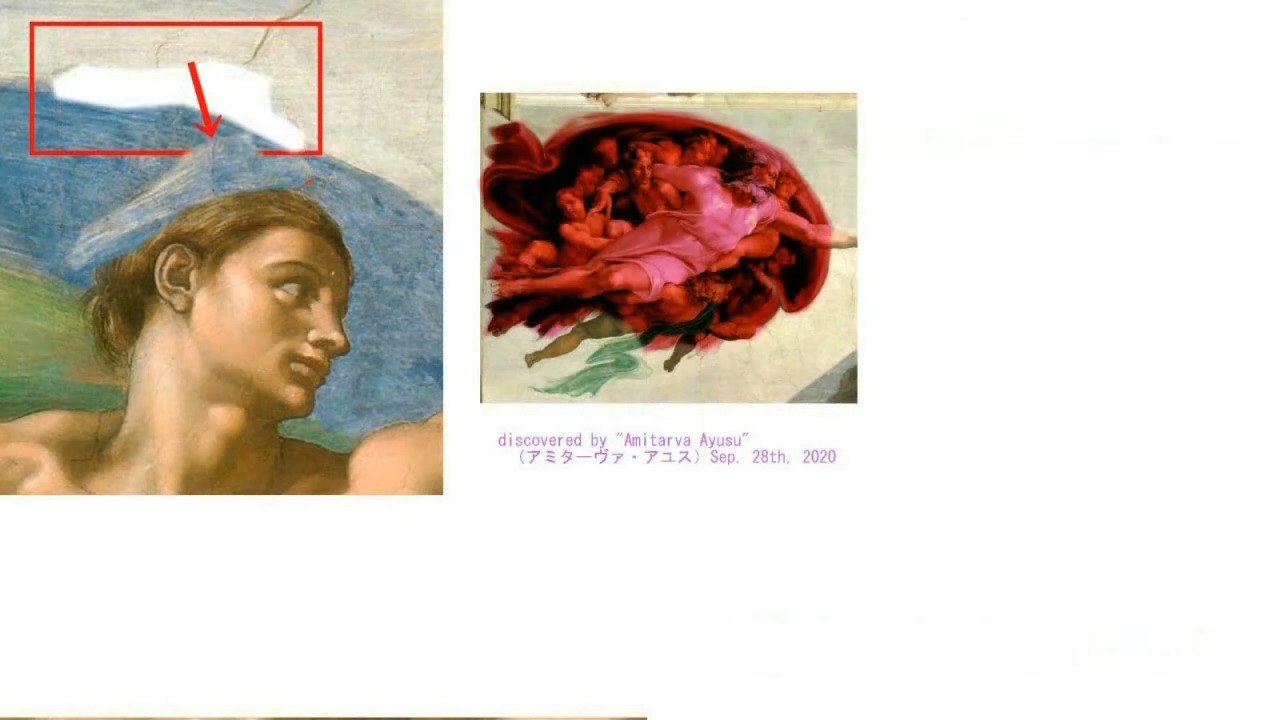 discovered by "Amitarva Ayusu"
(アミターヴァ・アユス) Sep. 28th, 2020